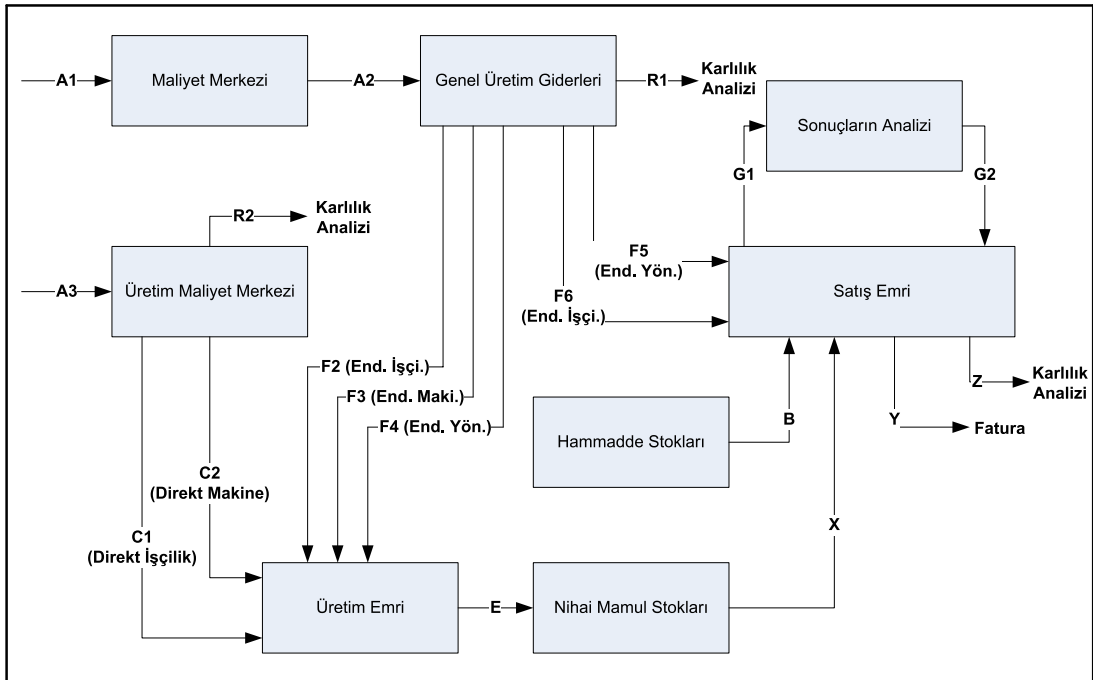 A1
Maliyet Merkezi
A2
Genel Üretim Giderleri
R1
Karlılık
Analizi
Sonuçların Analizi
G1
G2
R2
Karlılık
Analizi
A3
Üretim Maliyet Merkezi
F5
(End. Yön.)
F6
(End. İşçi.)
Satış Emri
F2 (End. İşçi.)
F3 (End. Maki.)
F4 (End. Yön.)
Z
Karlılık
Analizi
Hammadde Stokları
B
Y
Fatura
C2
(Direkt Makine)
C1
(Direkt İşçilik)
X
Üretim Emri
E
Nihai Mamul Stokları